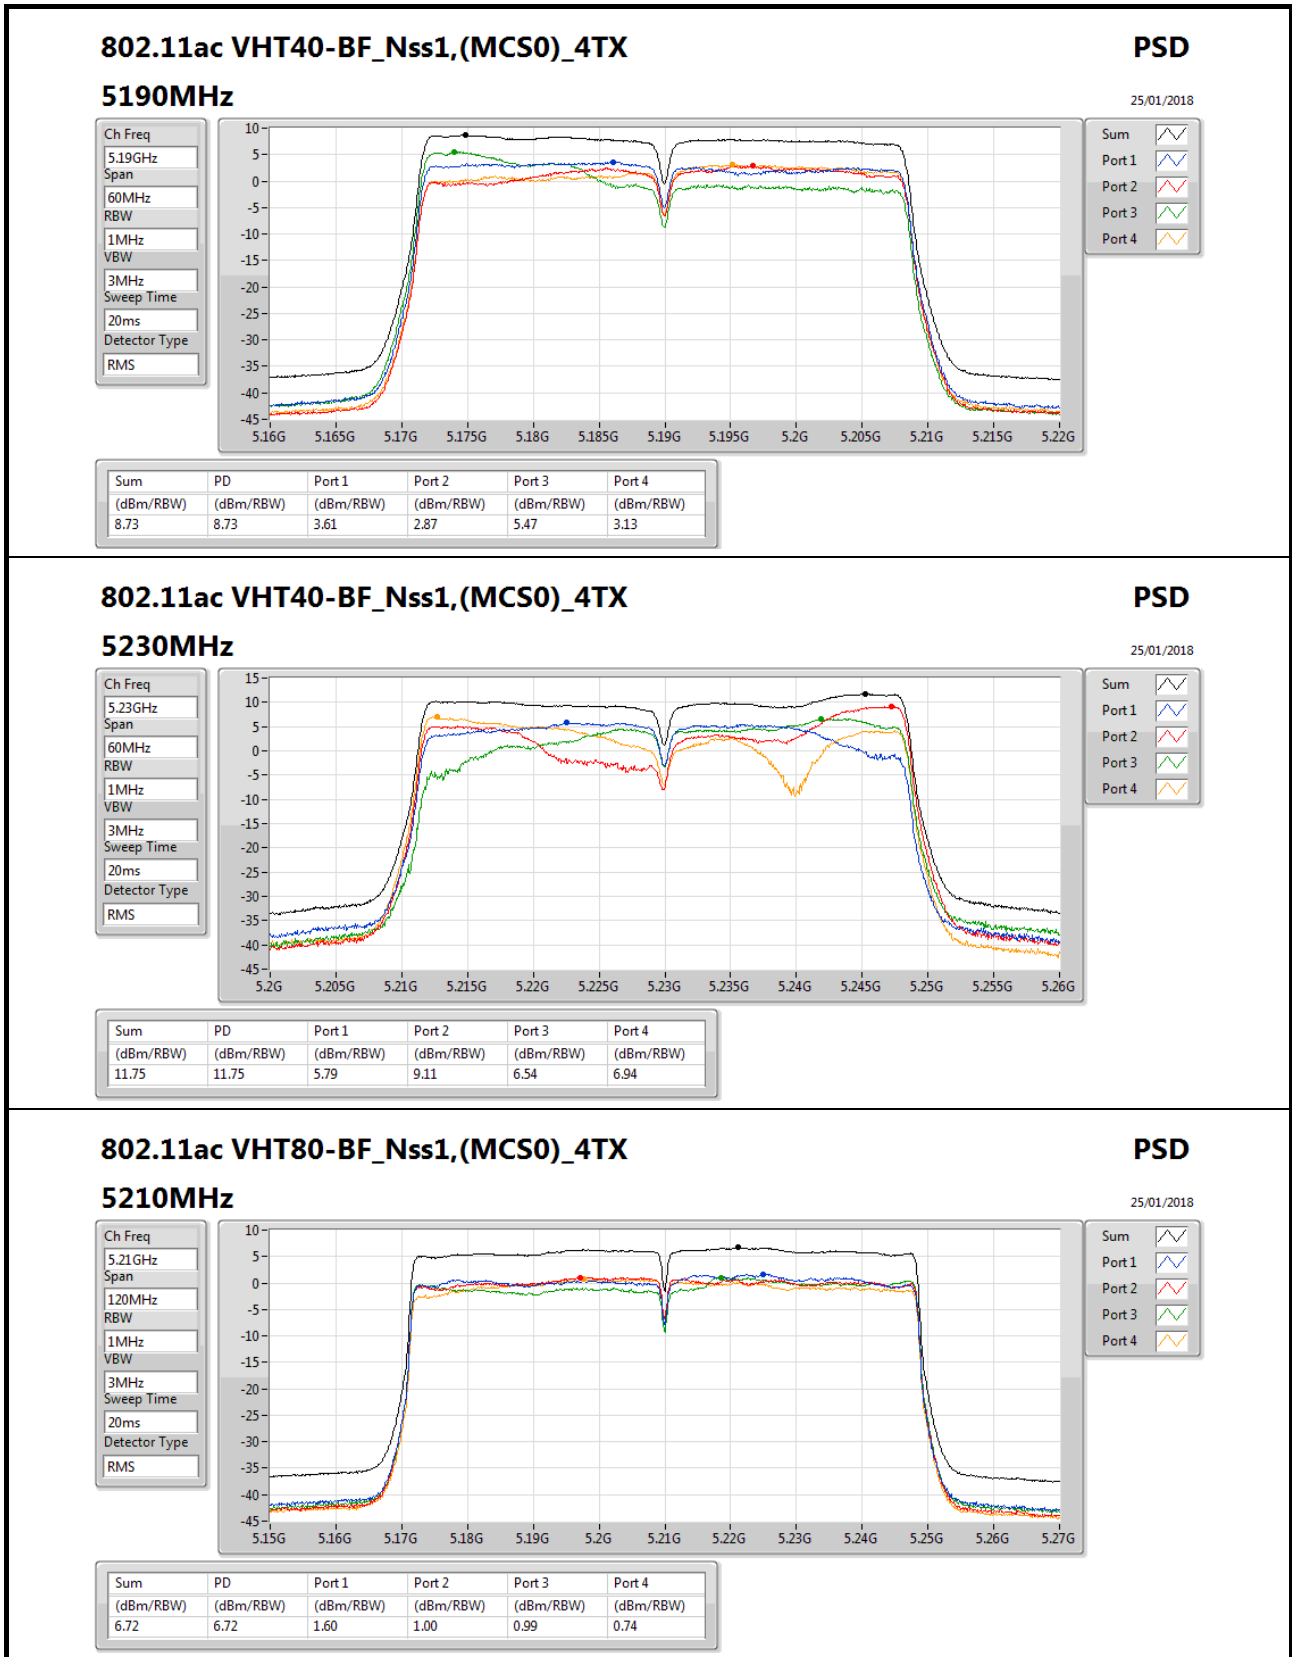 802.11ac VHT40-BF_Nss1,(MCS0)_4TX PSD
5190MHz 25/01/2018
Ch Freq
5.19GHz
Span
60MHz
RBW
1MHz
VBW
3MHz
Sweep Time
20ms
Detector Type
RMS
10
5
0
-5
-10
-15
-20
-25
-30
-35
-40
-45
5.16G 5.165G 5.17G 5.175G 5.18G 5.185G 5.19G 5.195G 5.2G 5.205G 5.21G 5.215G 5.22G
Sum
Port 1
Port 2
Port 3
Port 4
Sum PD Port 1 Port 2 Port 3 Port 4
(dBm/RBW) (dBm/RBW) (dBm/RBW) (dBm/RBW) (dBm/RBW) (dBm/RBW)
8.73 8.73 3.61 2.87 5.47 3.13
802.11ac VHT40-BF_Nss1,(MCS0)_4TX PSD
5230MHz 25/01/2018
Ch Freq
5.23GHz
Span
60MHz
RBW
1MHz
VBW
3MHz
Sweep Time
20ms
Detector Type
RMS
15
10
5
0
-5
-10
-15
-20
-25
-30
-35
-40
-45
5.2G 5.205G 5.21G 5.215G 5.22G 5.225G 5.23G 5.235G 5.24G 5.245G 5.25G 5.255G 5.26G
Sum
Port 1
Port 2
Port 3
Port 4
Sum PD Port 1 Port 2 Port 3 Port 4
(dBm/RBW) (dBm/RBW) (dBm/RBW) (dBm/RBW) (dBm/RBW) (dBm/RBW)
11.75 11.75 5.79 9.11 6.54 6.94
802.11ac VHT80-BF_Nss1,(MCS0)_4TX PSD
5210MHz 25/01/2018
Ch Freq
5.21GHz
Span
120MHz
RBW
1MHz
VBW
3MHz
Sweep Time
20ms
Detector Type
RMS
10
5
0
-5
-10
-15
-20
-25
-30
-35
-40
-45
5.15G 5.16G 5.17G 5.18G 5.19G 5.2G 5.21G 5.22G 5.23G 5.24G 5.25G 5.26G 5.27G
Sum
Port 1
Port 2
Port 3
Port 4
Sum PD Port 1 Port 2 Port 3 Port 4
(dBm/RBW) (dBm/RBW) (dBm/RBW) (dBm/RBW) (dBm/RBW) (dBm/RBW)
6.72 6.72 1.60 1.00 0.99 0.74